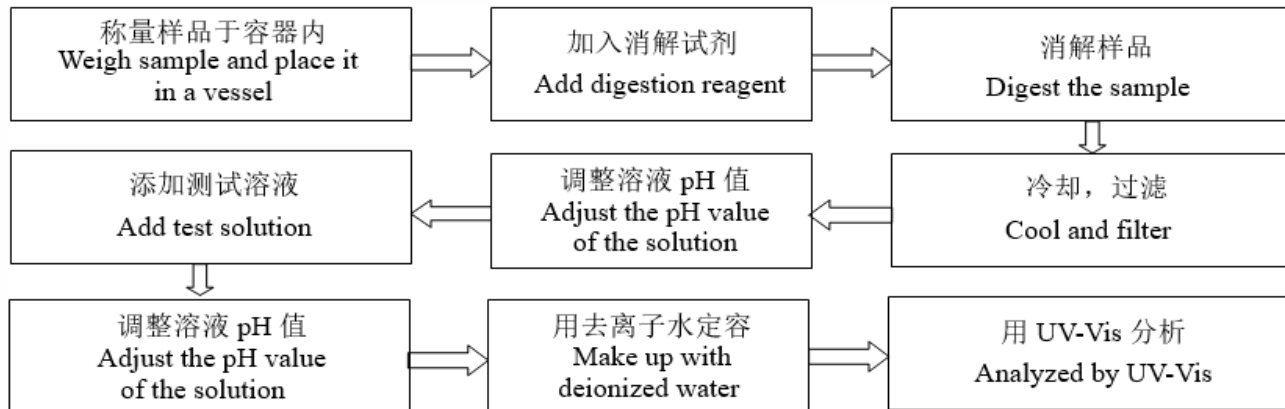 称量样品于容器内
Weigh sample and place it
in a vessel
加入消解试剂
Add digestion reagent
消解样品
Digest the sample
冷却，过滤
Cool and filter
调整溶液 pH 值
Adjust the pH value
of the solution
添加测试溶液
Add test solution
调整溶液 pH 值
Adjust the pH value
of the solution
用去离子水定容
Make up with
deionized water
用 UV-Vis 分析
Analyzed by UV-Vis